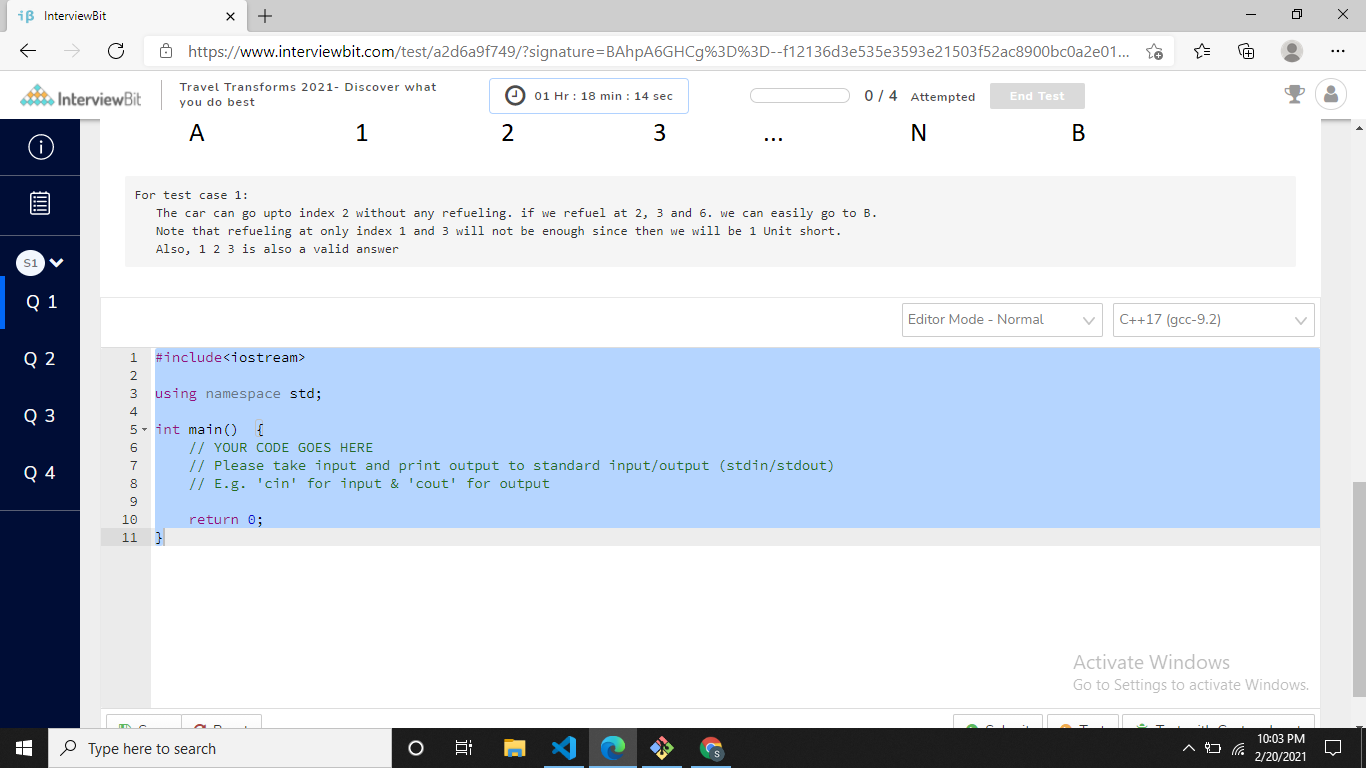 InterviewBit
https://www.interviewbit.com/test/a2d6a9f749/?signature=BAhpA6GHCg%3D%3D--f12136d3e535e3593e21503f52ac8900bc0a2e01...
InterviewBit
Travel Transforms 2021- Discover what
you do best
01 Hr : 18 min : 14 sec
0 / 4 Attempted
End Test
A 1 2 3 ... N B
For test case 1:
The car can go upto index 2 without any refueling. if we refuel at 2, 3 and 6. we can easily go to B.
Note that refueling at only index 1 and 3 will not be enough since then we will be 1 Unit short.
Also, 1 2 3 is also a valid answer
S1
Q 1
Q 2
Q 3
Q 4
Editor Mode - Normal
C++17 (gcc-9.2)
1 #include<iostream>
2
3 using namespace std;
4
5 int main()  {
6 // YOUR CODE GOES HERE
7 // Please take input and print output to standard input/output (stdin/stdout)
8 // E.g. 'cin' for input & 'cout' for output
9
10 return 0;
11 }
Activate Windows
Go to Settings to activate Windows.
Type here to search
10:03 PM
2/20/2021